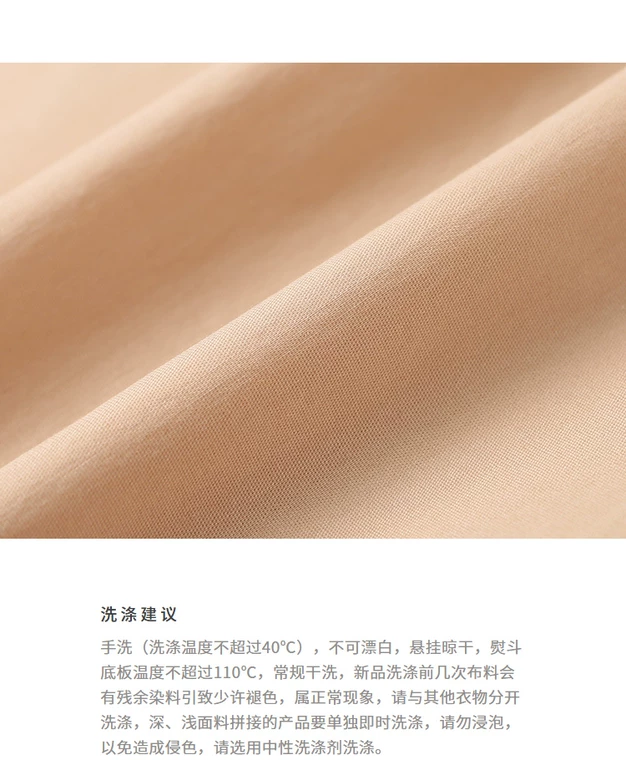 洗涤建议
手洗（洗涤温度不超过40℃），不可漂白，悬挂晾干，熨斗
底板温度不超过110℃，常规干洗，新品洗涤前几次布料会
有残余染料引致少许褪色，属正常现象，请与其他衣物分开
洗涤，深、浅面料拼接的产品要单独即时洗涤，请勿浸泡，
以免造成侵色，请选用中性洗涤剂洗涤。